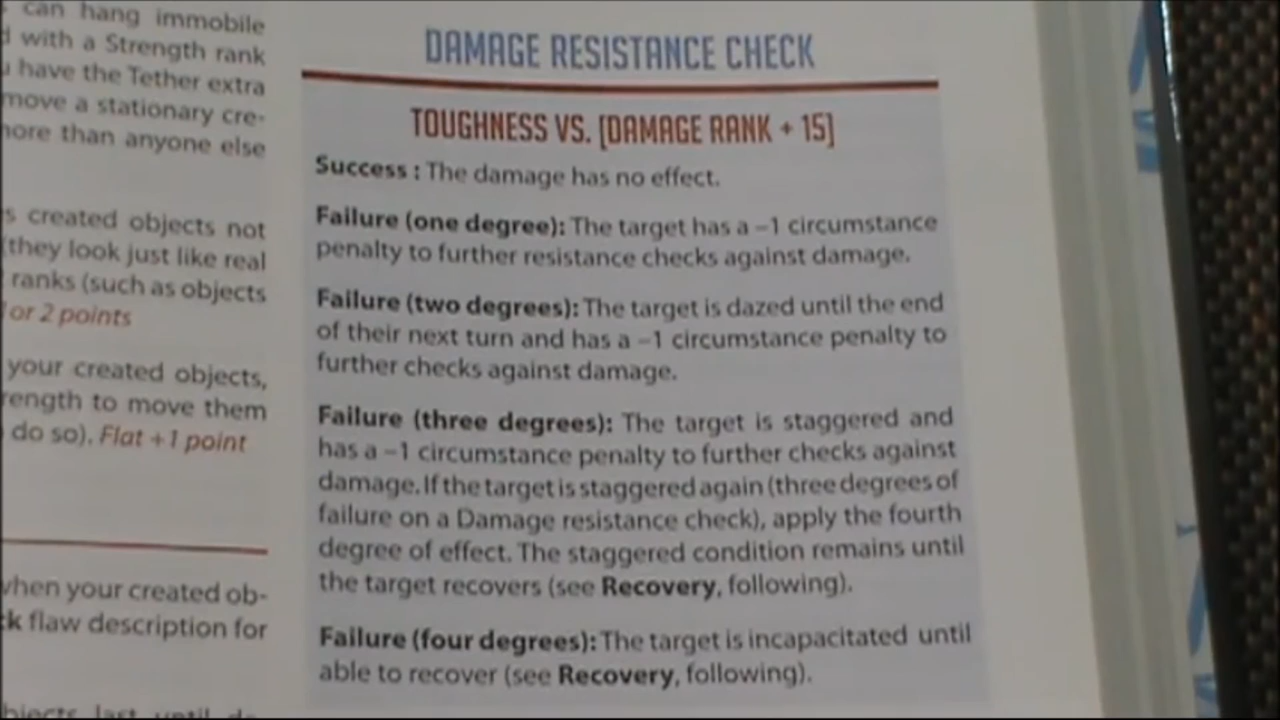 can hang immobile
with a Strength rank
have the Tether extra
move a stationary cre-
more than anyone else
created objects not
(they look just like real
ranks (such as objects
or 2 points
your created objects,
to move them
do so). Flat +1 point
when your created ob-
flaw description for
last until
DAMAGE RESISTANCE CHECK
TOUGHNESS VS. [DAMAGE RANK + 15]
Success : The damage has no effect.
Failure (one degree): The target has a –1 circumstance
penalty to further resistance checks against damage.
Failure (two degrees): The target is dazed until the end
of their next turn and has a –1 circumstance penalty to
further checks against damage.
Failure (three degrees): The target is staggered and
has a –1 circumstance penalty to further checks against
damage. If the target is staggered again (three degrees of
failure on a Damage resistance check), apply the fourth
degree of effect. The staggered condition remains until
the target recovers (see Recovery, following).
Failure (four degrees): The target is incapacitated until
able to recover (see Recovery, following).